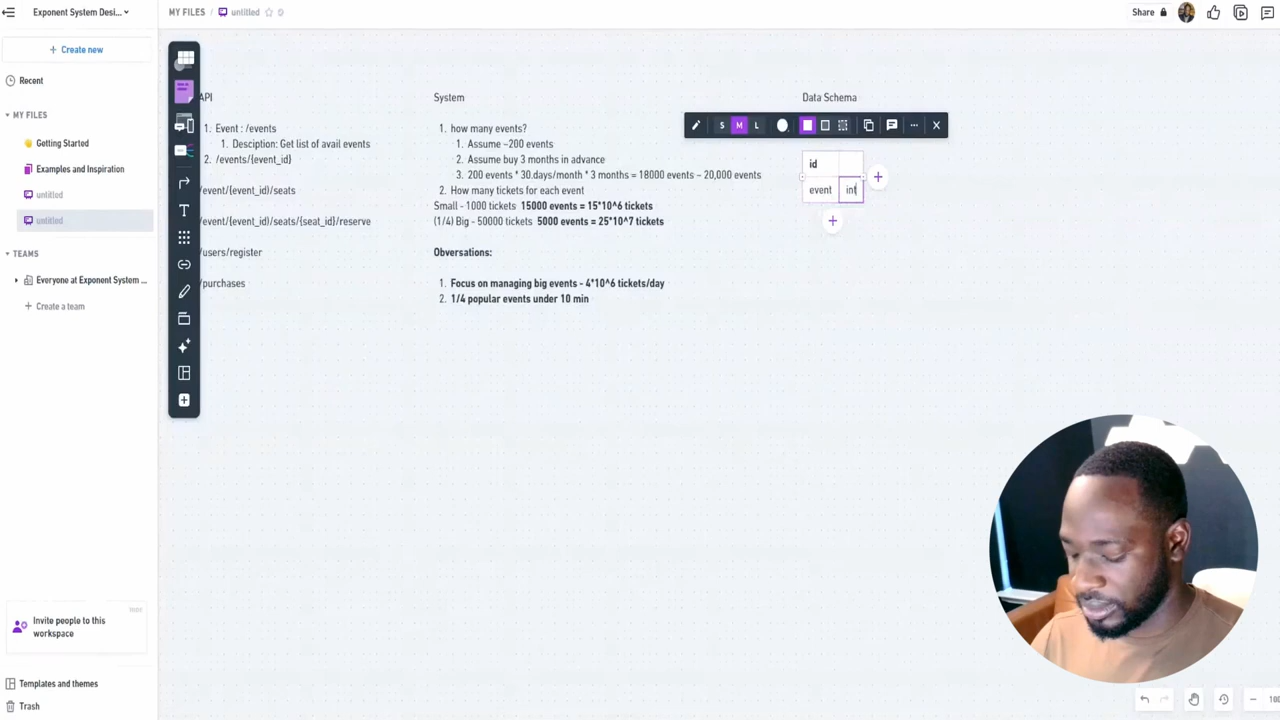 Exponent System Desi...
MY FILES / untitled
Share
Create new
Recent
MY FILES
Getting Started
Examples and Inspiration
untitled
untitled
TEAMS
Everyone at Exponent System ...
Create a team
Invite people to this
workspace
Templates and themes
Trash
API
1. Event : /events
1. Desciption: Get list of avail events
2. /events/{event_id}
/event/{event_id}/seats
/event/{event_id}/seats/{seat_id}/reserve
/users/register
/purchases
System
1. how many events?
1. Assume ~200 events
2. Assume buy 3 months in advance
3. 200 events * 30.days/month * 3 months = 18000 events ~ 20,000 events
2. How many tickets for each event
Small - 1000 tickets 15000 events = 15*10^6 tickets
(1/4) Big - 50000 tickets 5000 events = 25*10^7 tickets
Obversations:
1. Focus on managing big events - 4*10^6 tickets/day
2. 1/4 popular events under 10 min
Data Schema
S M L
id
event int